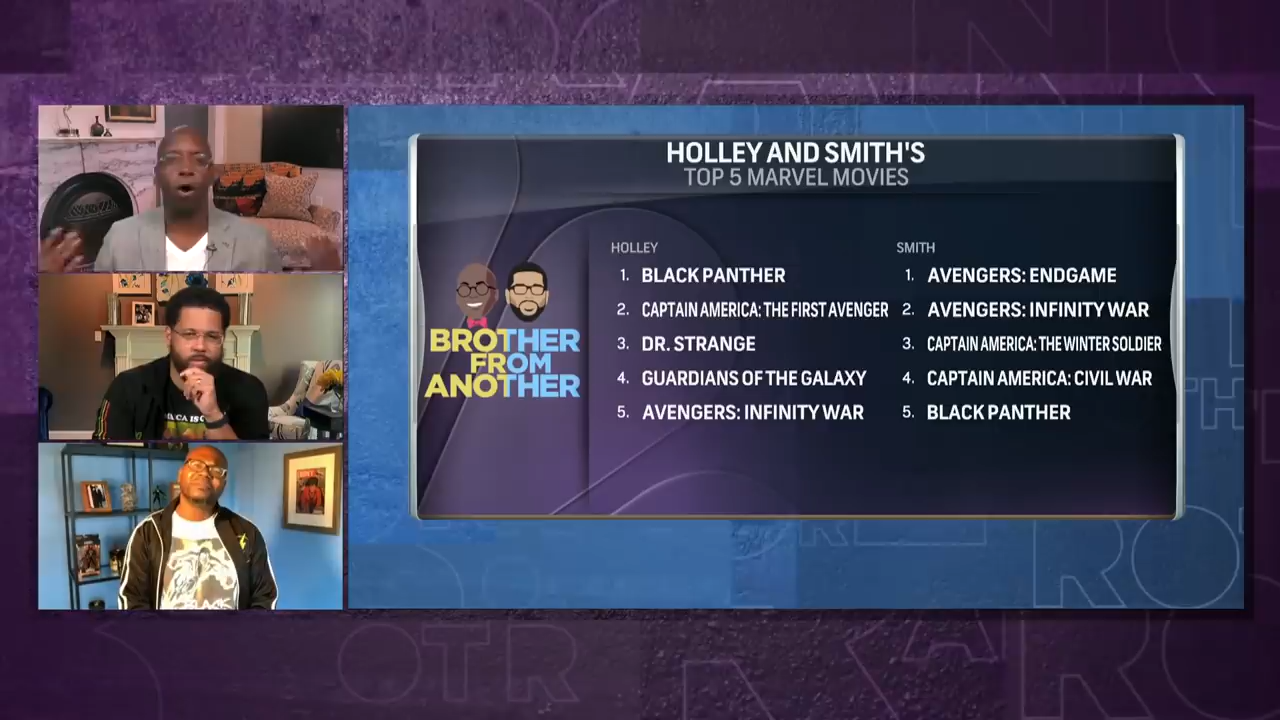 HOLLEY AND SMITH'S
TOP 5 MARVEL MOVIES
HOLLEY
1. BLACK PANTHER
2. CAPTAIN AMERICA: THE FIRST AVENGER
3. DR. STRANGE
4. GUARDIANS OF THE GALAXY
5. AVENGERS: INFINITY WAR
SMITH
1. AVENGERS: ENDGAME
2. AVENGERS: INFINITY WAR
3. CAPTAIN AMERICA: THE WINTER SOLDIER
4. CAPTAIN AMERICA: CIVIL WAR
5. BLACK PANTHER
BROTHER
FROM
ANOTHER